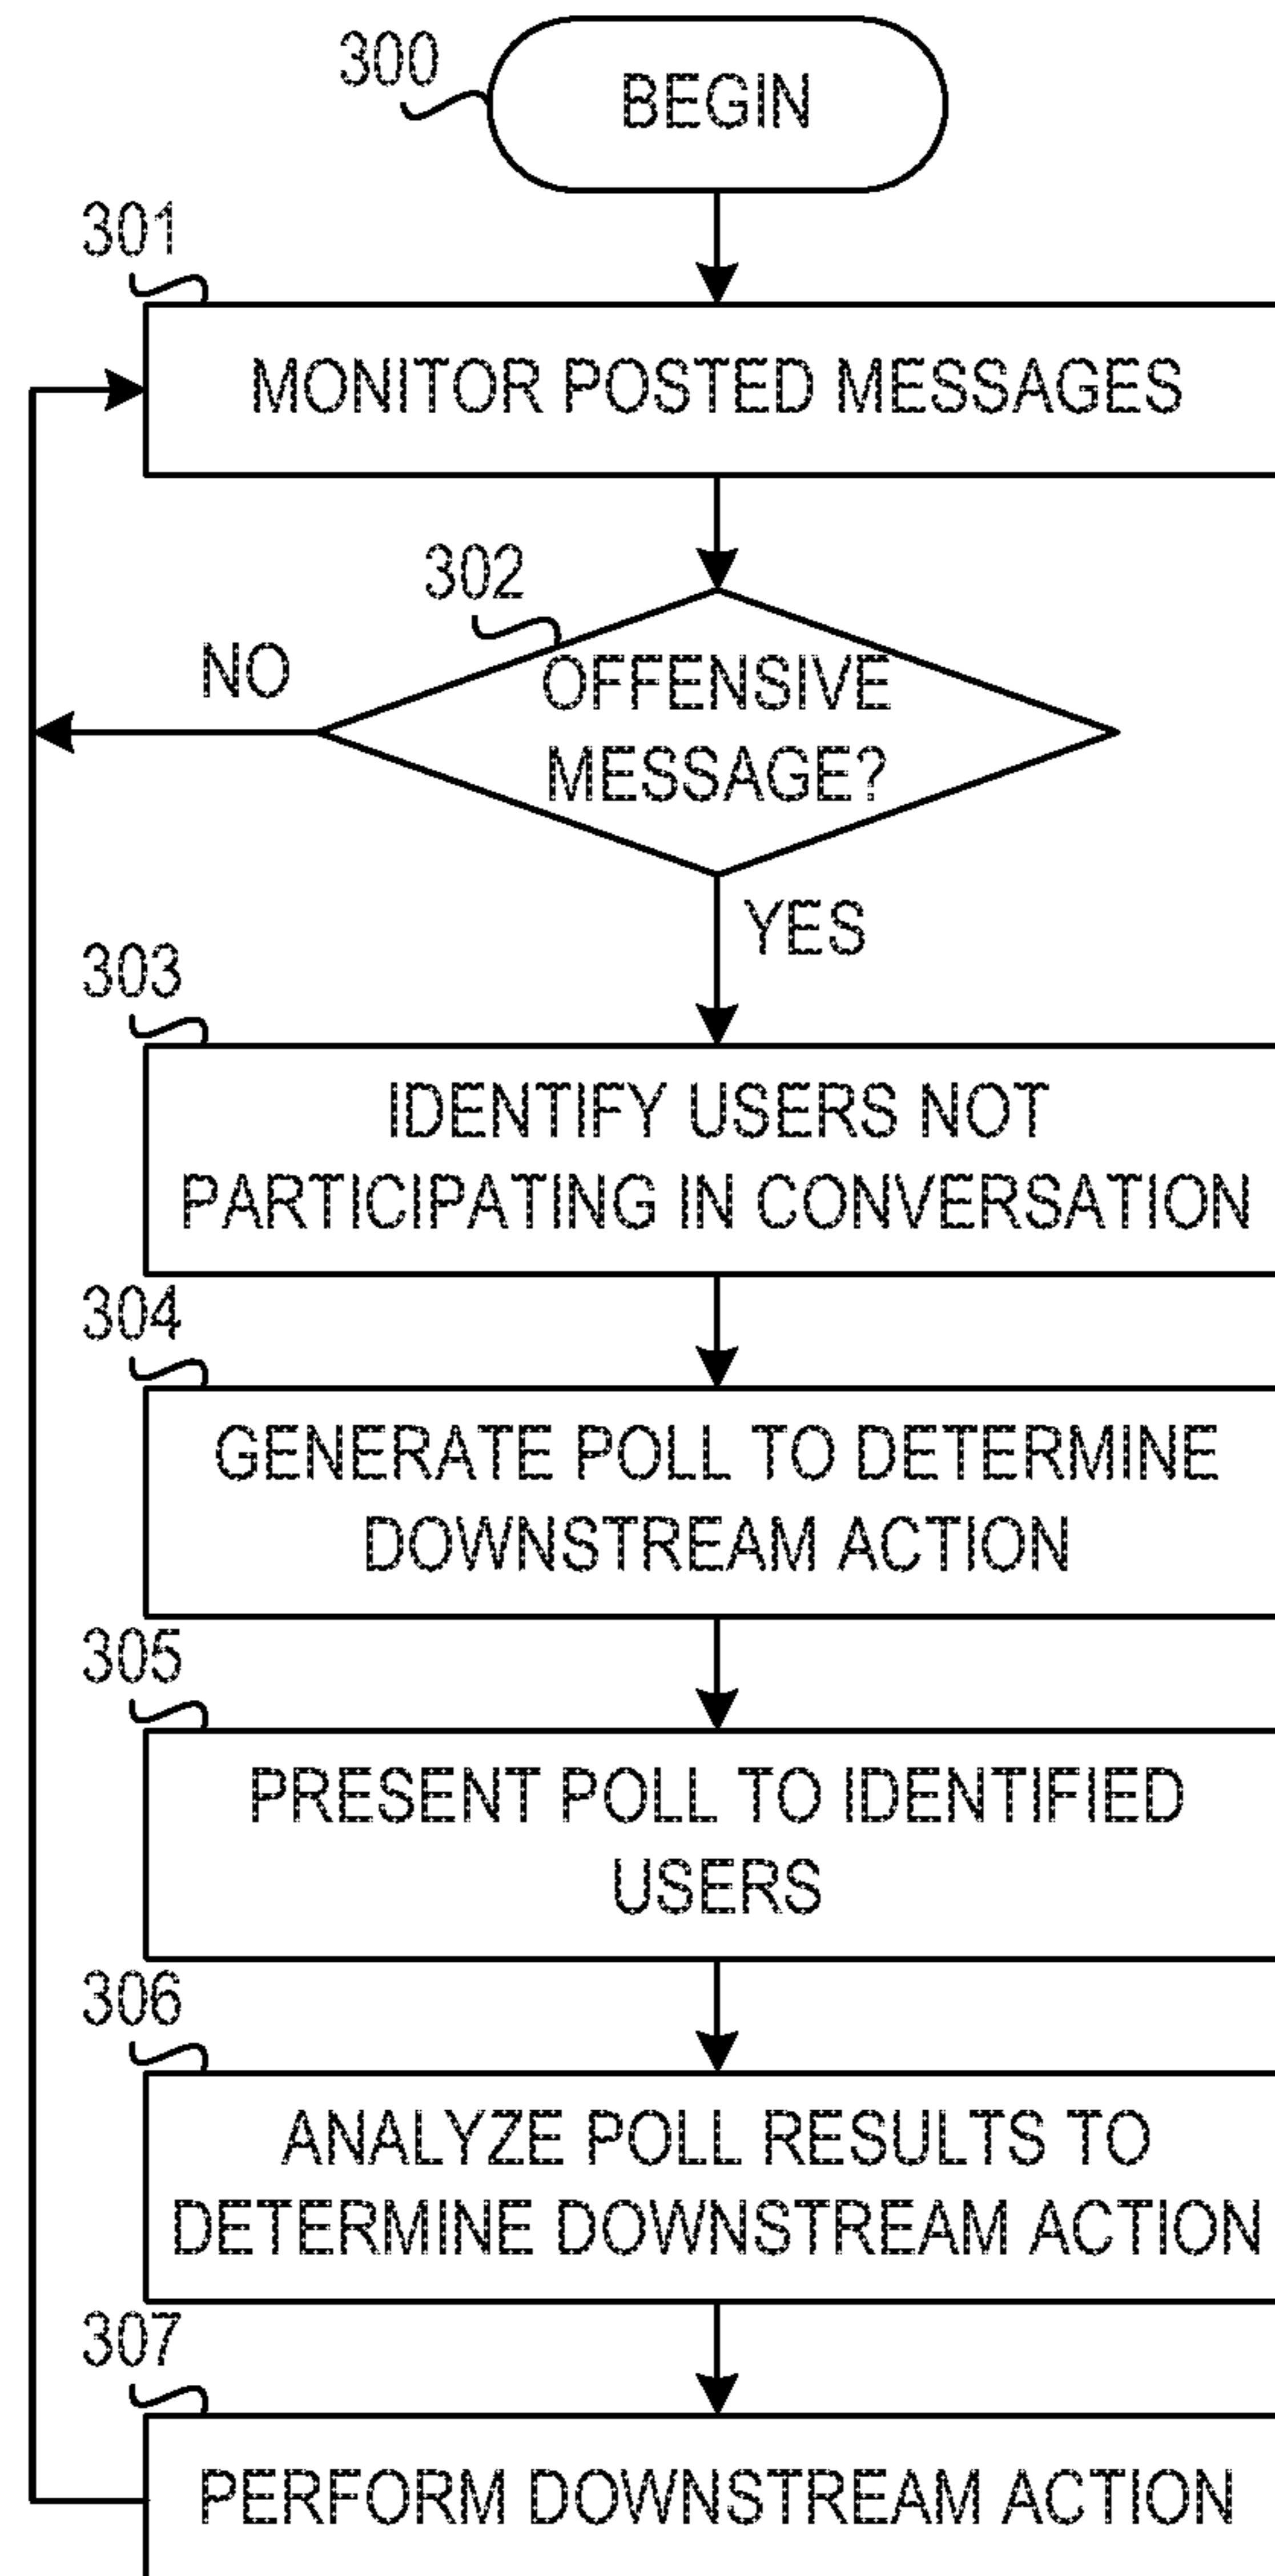 300
BEGIN
301
MONITOR POSTED MESSAGES
302
OFFENSIVE
MESSAGE?
NO
YES
303
IDENTIFY USERS NOT
PARTICIPATING IN CONVERSATION
304
GENERATE POLL TO DETERMINE
DOWNSTREAM ACTION
305
PRESENT POLL TO IDENTIFIED
USERS
306
ANALYZE POLL RESULTS TO
DETERMINE DOWNSTREAM ACTION
307
PERFORM DOWNSTREAM ACTION